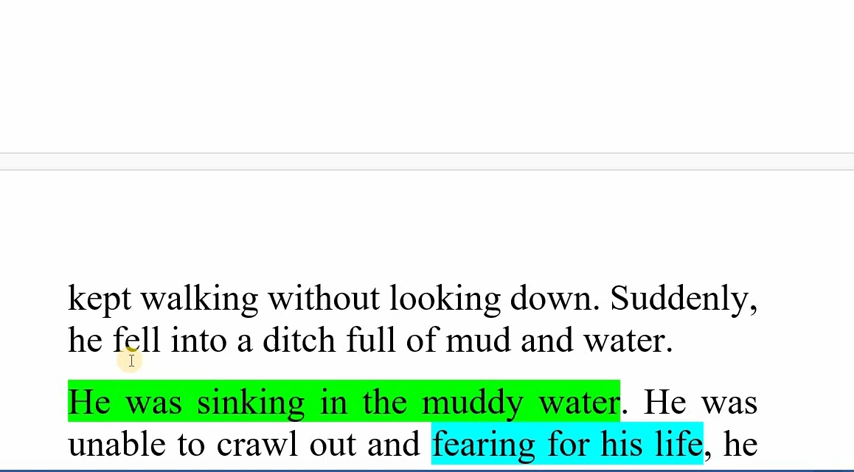 kept walking without looking down. Suddenly,
he fell into a ditch full of mud and water.
He was sinking in the muddy water. He was
unable to crawl out and fearing for his life, he